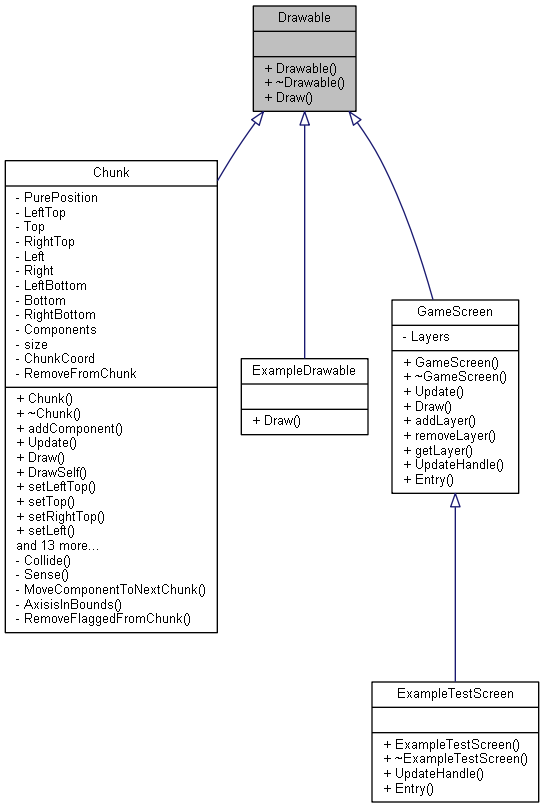 Drawable
+ Drawable()
+ ~Drawable()
+ Draw()
Chunk
- PurePosition
- LeftTop
- Top
- RightTop
- Left
- Right
- LeftBottom
- Bottom
- RightBottom
- Components
- size
- ChunkCoord
- RemoveFromChunk
+ Chunk()
+ ~Chunk()
+ addComponent()
+ Update()
+ Draw()
+ DrawSelf()
+ setLeftTop()
+ setTop()
+ setRightTop()
+ setLeft()
and 13 more...
- Collide()
- Sense()
- MoveComponentToNextChunk()
- AxisisInBounds()
- RemoveFlaggedFromChunk()
ExampleDrawable
+ Draw()
GameScreen
- Layers
+ GameScreen()
+ ~GameScreen()
+ Update()
+ Draw()
+ addLayer()
+ removeLayer()
+ getLayer()
+ UpdateHandle()
+ Entry()
ExampleTestScreen
+ ExampleTestScreen()
+ ~ExampleTestScreen()
+ UpdateHandle()
+ Entry()